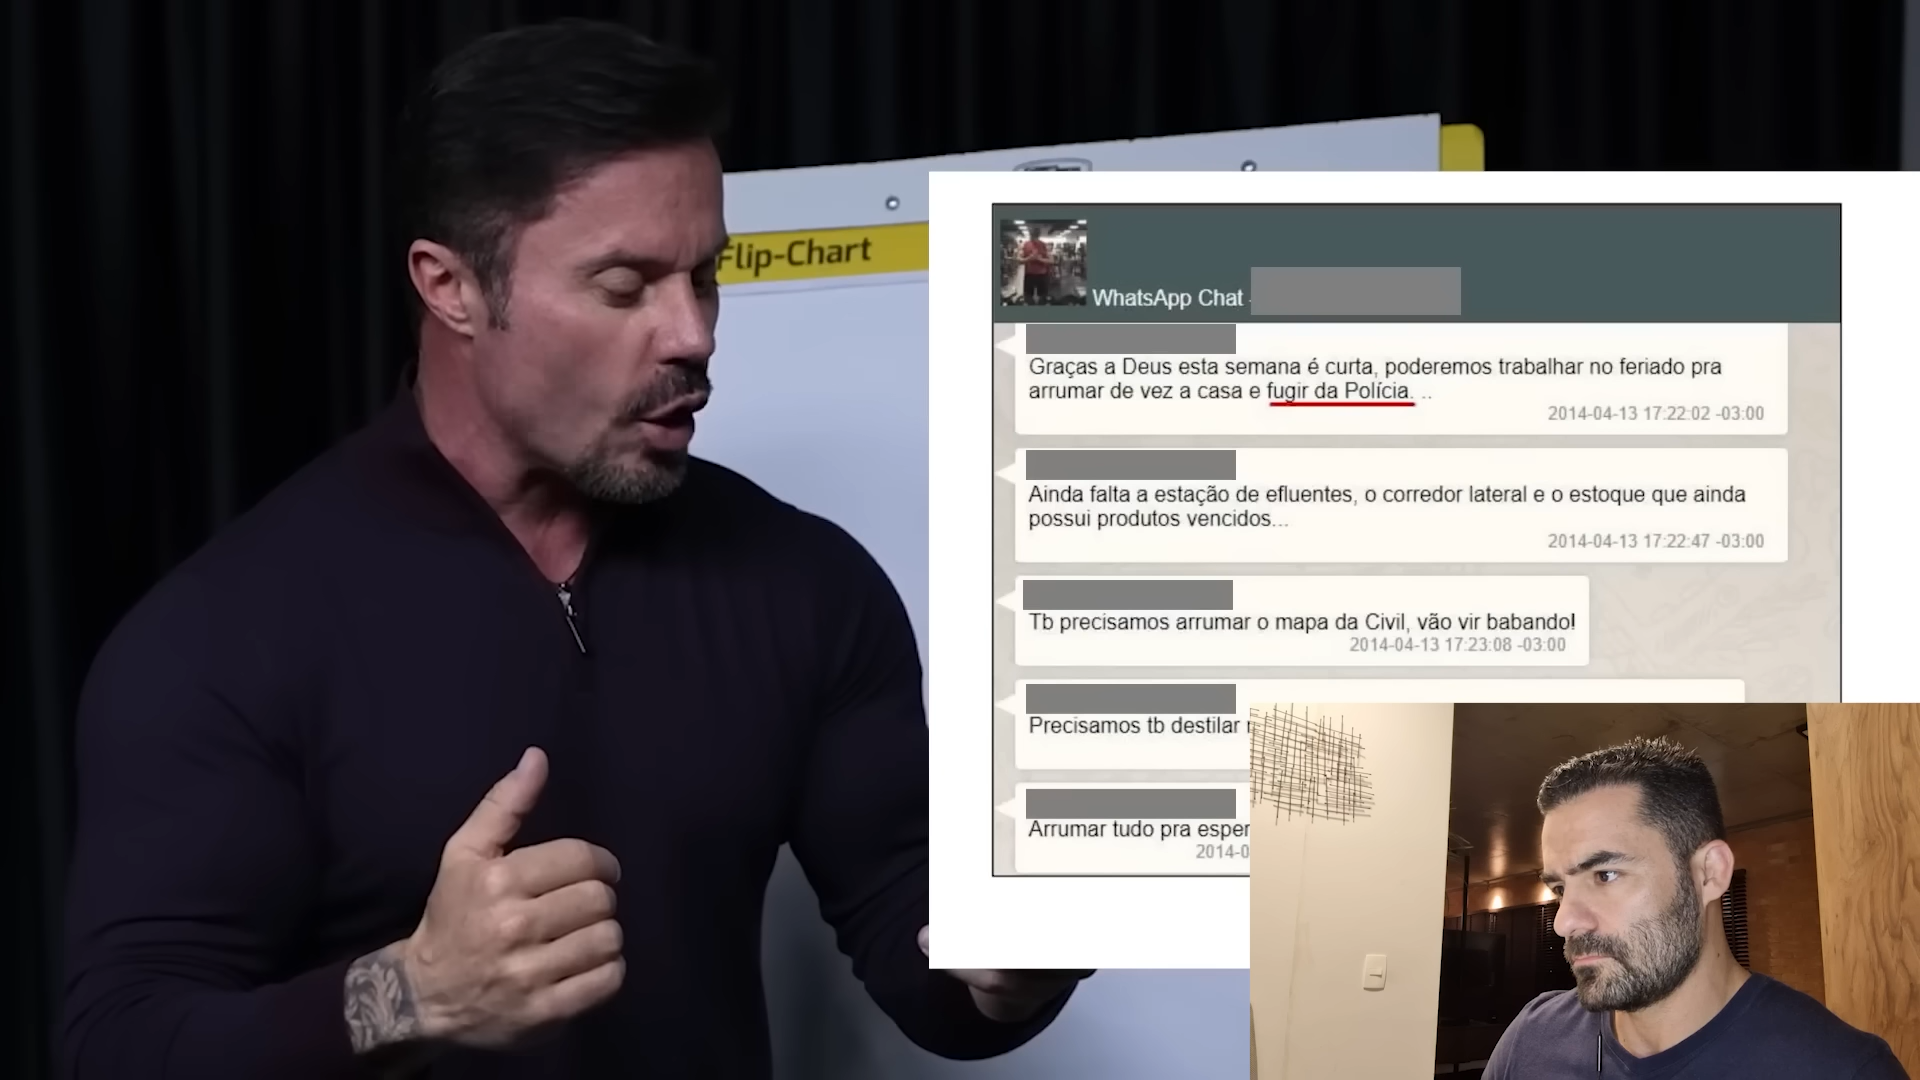 Flip-Chart
WhatsApp Chat
Graças a Deus esta semana é curta, poderemos trabalhar no feriado pra
arrumar de vez a casa e fugir da Polícia. ..
2014-04-13 17:22:02 -03:00
Ainda falta a estação de efluentes, o corredor lateral e o estoque que ainda
possui produtos vencidos...
2014-04-13 17:22:47 -03:00
Tb precisamos arrumar o mapa da Civil, vão vir babando!
2014-04-13 17:23:08 -03:00
Precisamos tb destilar
Arrumar tudo pra esper
2014-0